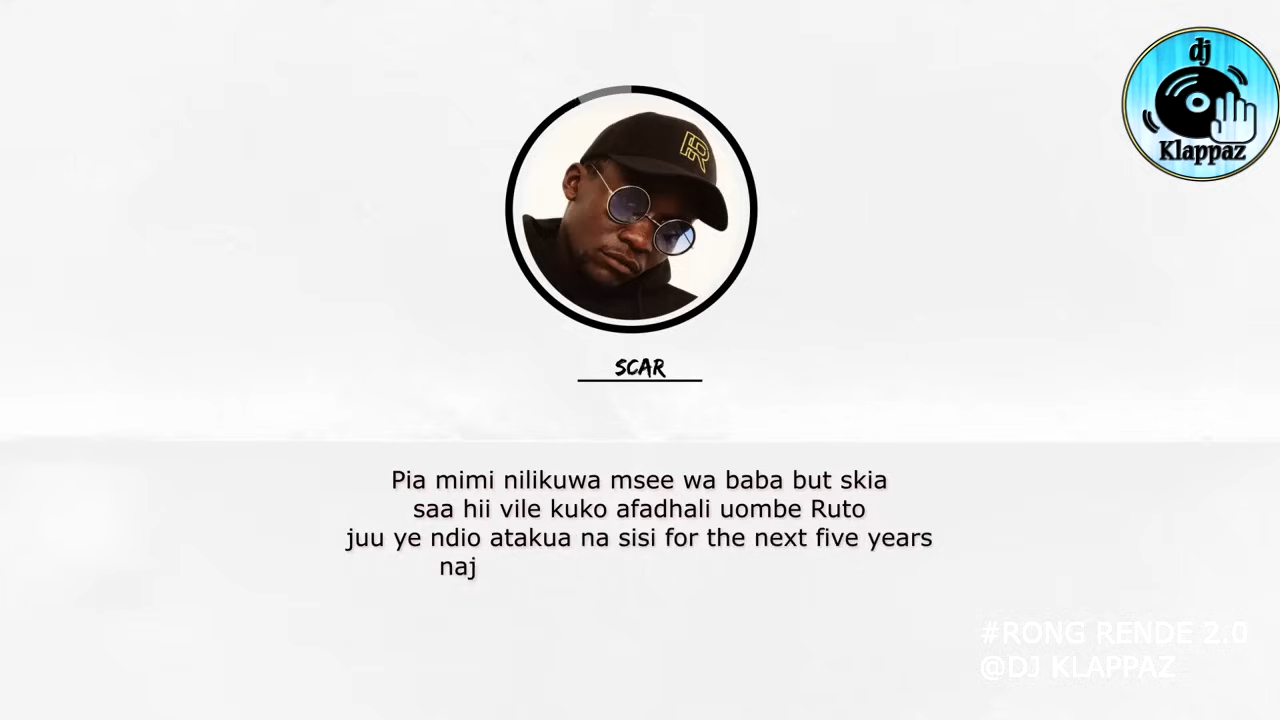 dj
Klappaz
SCAR
Pia mimi nilikuwa msee wa baba but skia
saa hii vile kuko afadhali uombe Ruto
juu ye ndio atakua na sisi for the next five years
naj
#RONG RENDE 2.0
@DJ KLAPPAZ